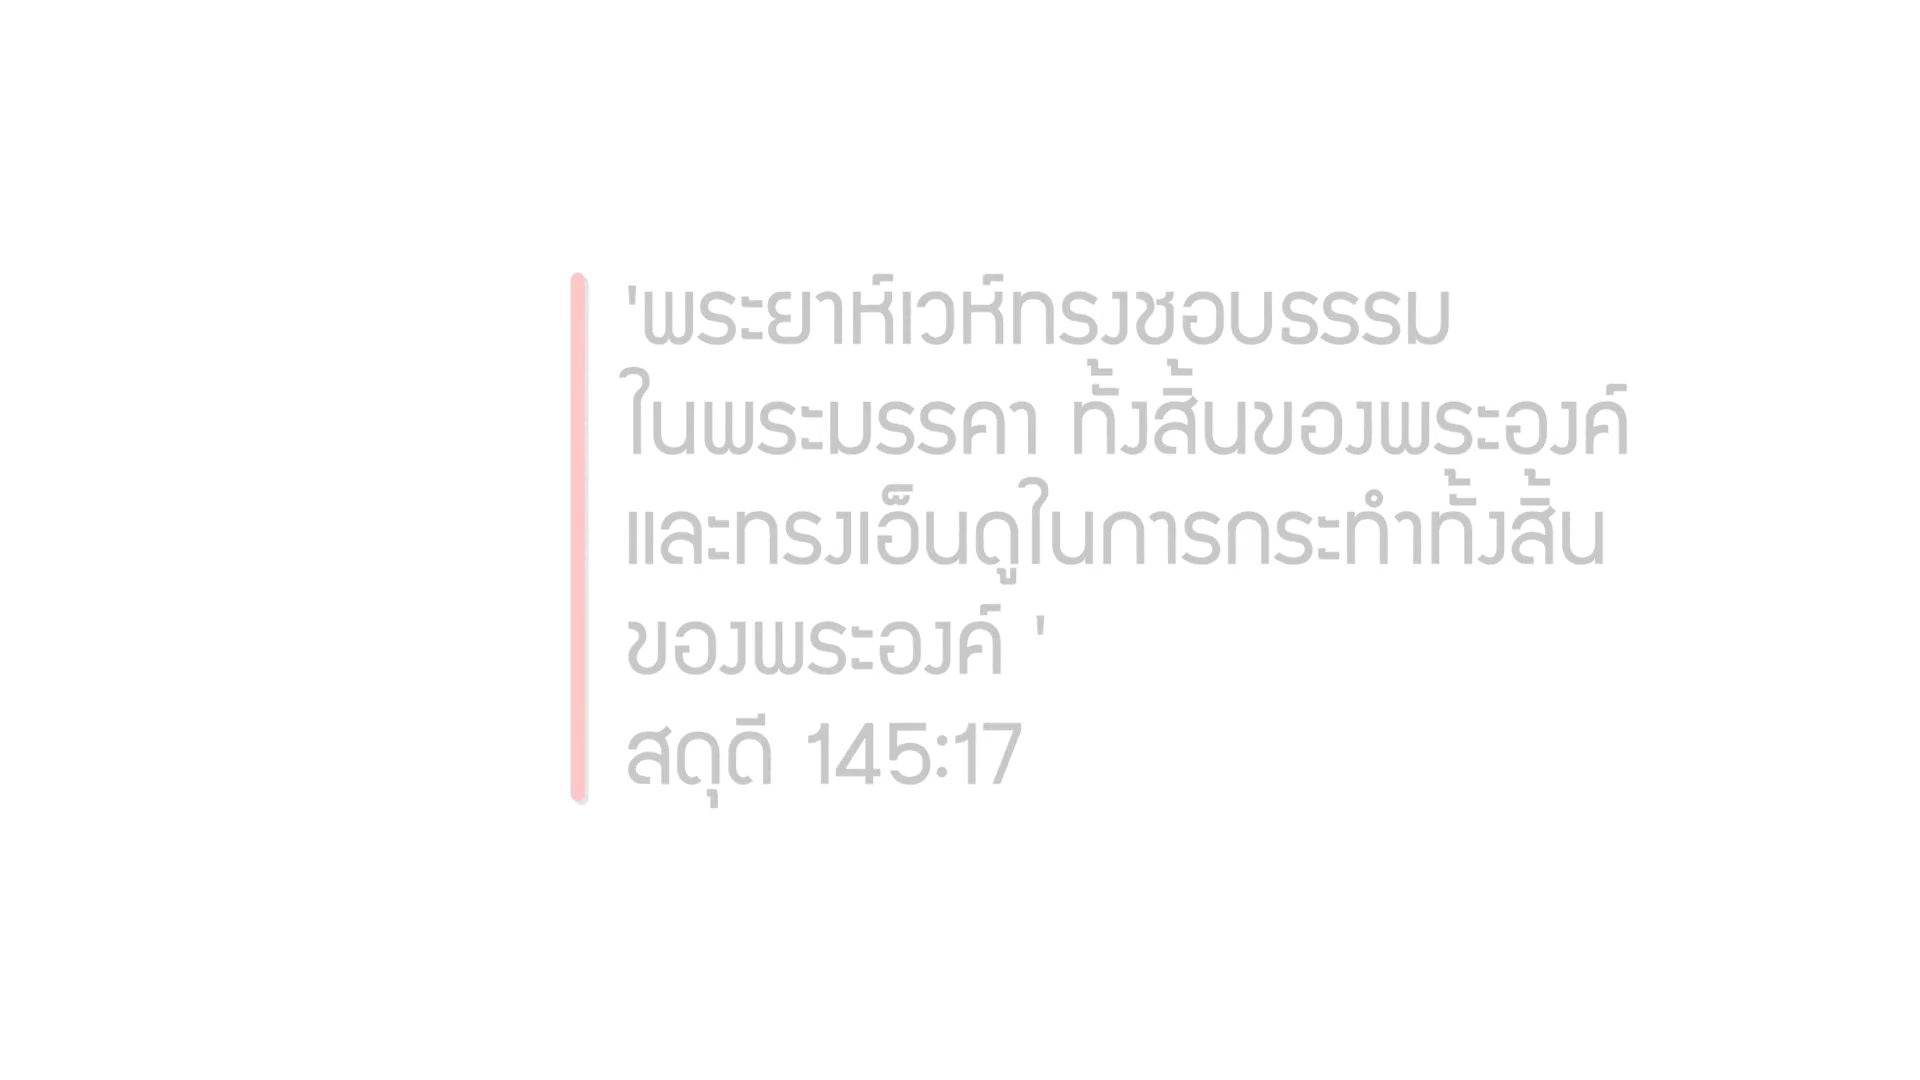 'พระยาห์เวห์ทรงชอบธรรม
ในพระมรรคา ทั้งสิ้นของพระองค์
และทรงเอ็นดูในการกระทำทั้งสิ้น
ของพระองค์ '
สดุดี 145:17